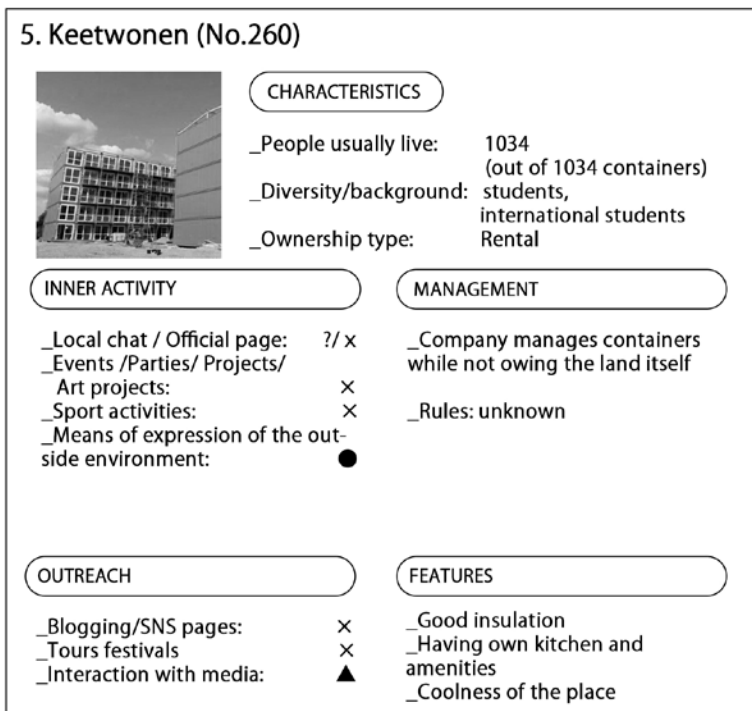 5. Keetwonen (No.260)
CHARACTERISTICS
_People usually live: 1034
(out of 1034 containers)
_Diversity/background: students,
international students
_Ownership type: Rental
INNER ACTIVITY
_Local chat / Official page: ?/ x
_Events /Parties/ Projects/
Art projects: ×
_Sport activities: ×
_Means of expression of the out-
side environment: ●
MANAGEMENT
_Company manages containers
while not owing the land itself
_Rules: unknown
OUTREACH
_Blogging/SNS pages: ×
_Tours festivals ×
_Interaction with media: ▲
FEATURES
_Good insulation
_Having own kitchen and
amenities
_Coolness of the place